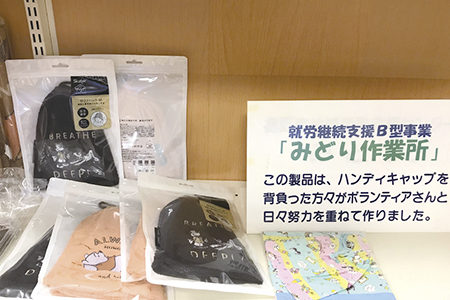 BREATHE
DEEPLY
ALW
DEEPL
就労継続支援B型事業
「みどり作業所」
この製品は、ハンディキャップを
背負った方々がボランティアさんと
日々努力を重ねて作りました。